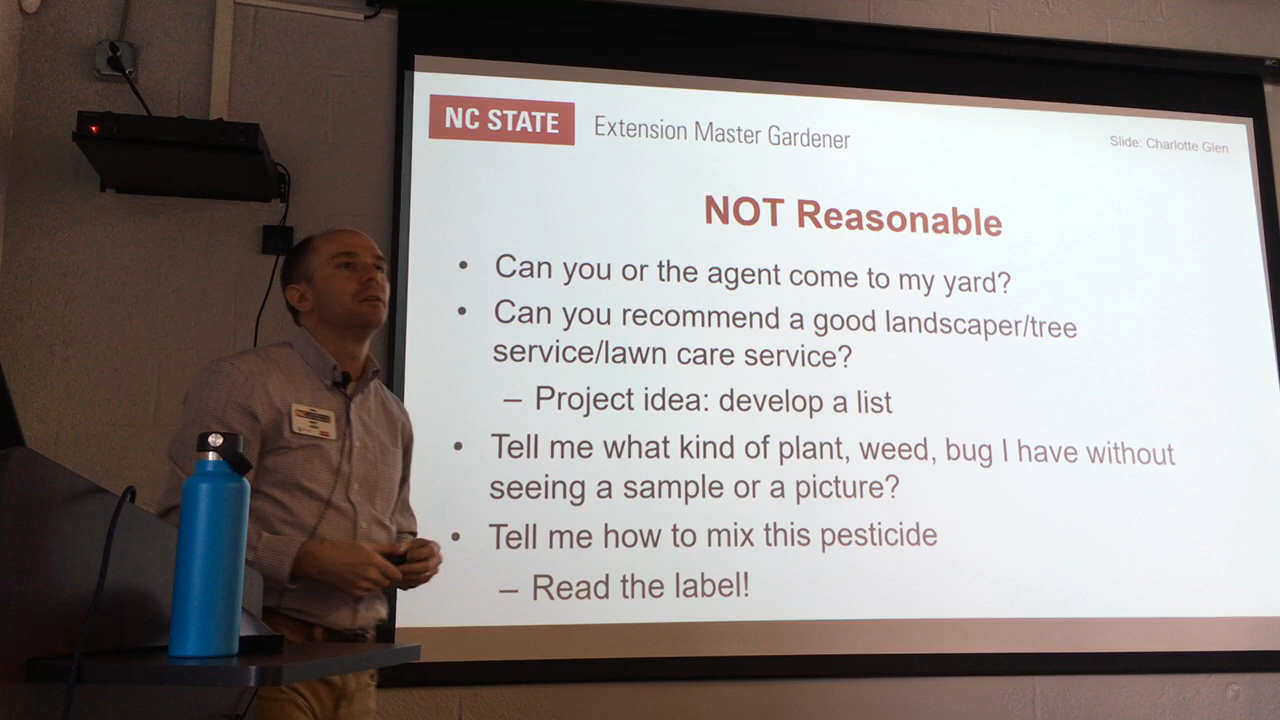 NC STATE Extension Master Gardener
Slide: Charlotte Glen
NOT Reasonable
• Can you or the agent come to my yard?
• Can you recommend a good landscaper/tree
service/lawn care service?
– Project idea: develop a list
• Tell me what kind of plant, weed, bug I have without
seeing a sample or a picture?
• Tell me how to mix this pesticide
– Read the label!